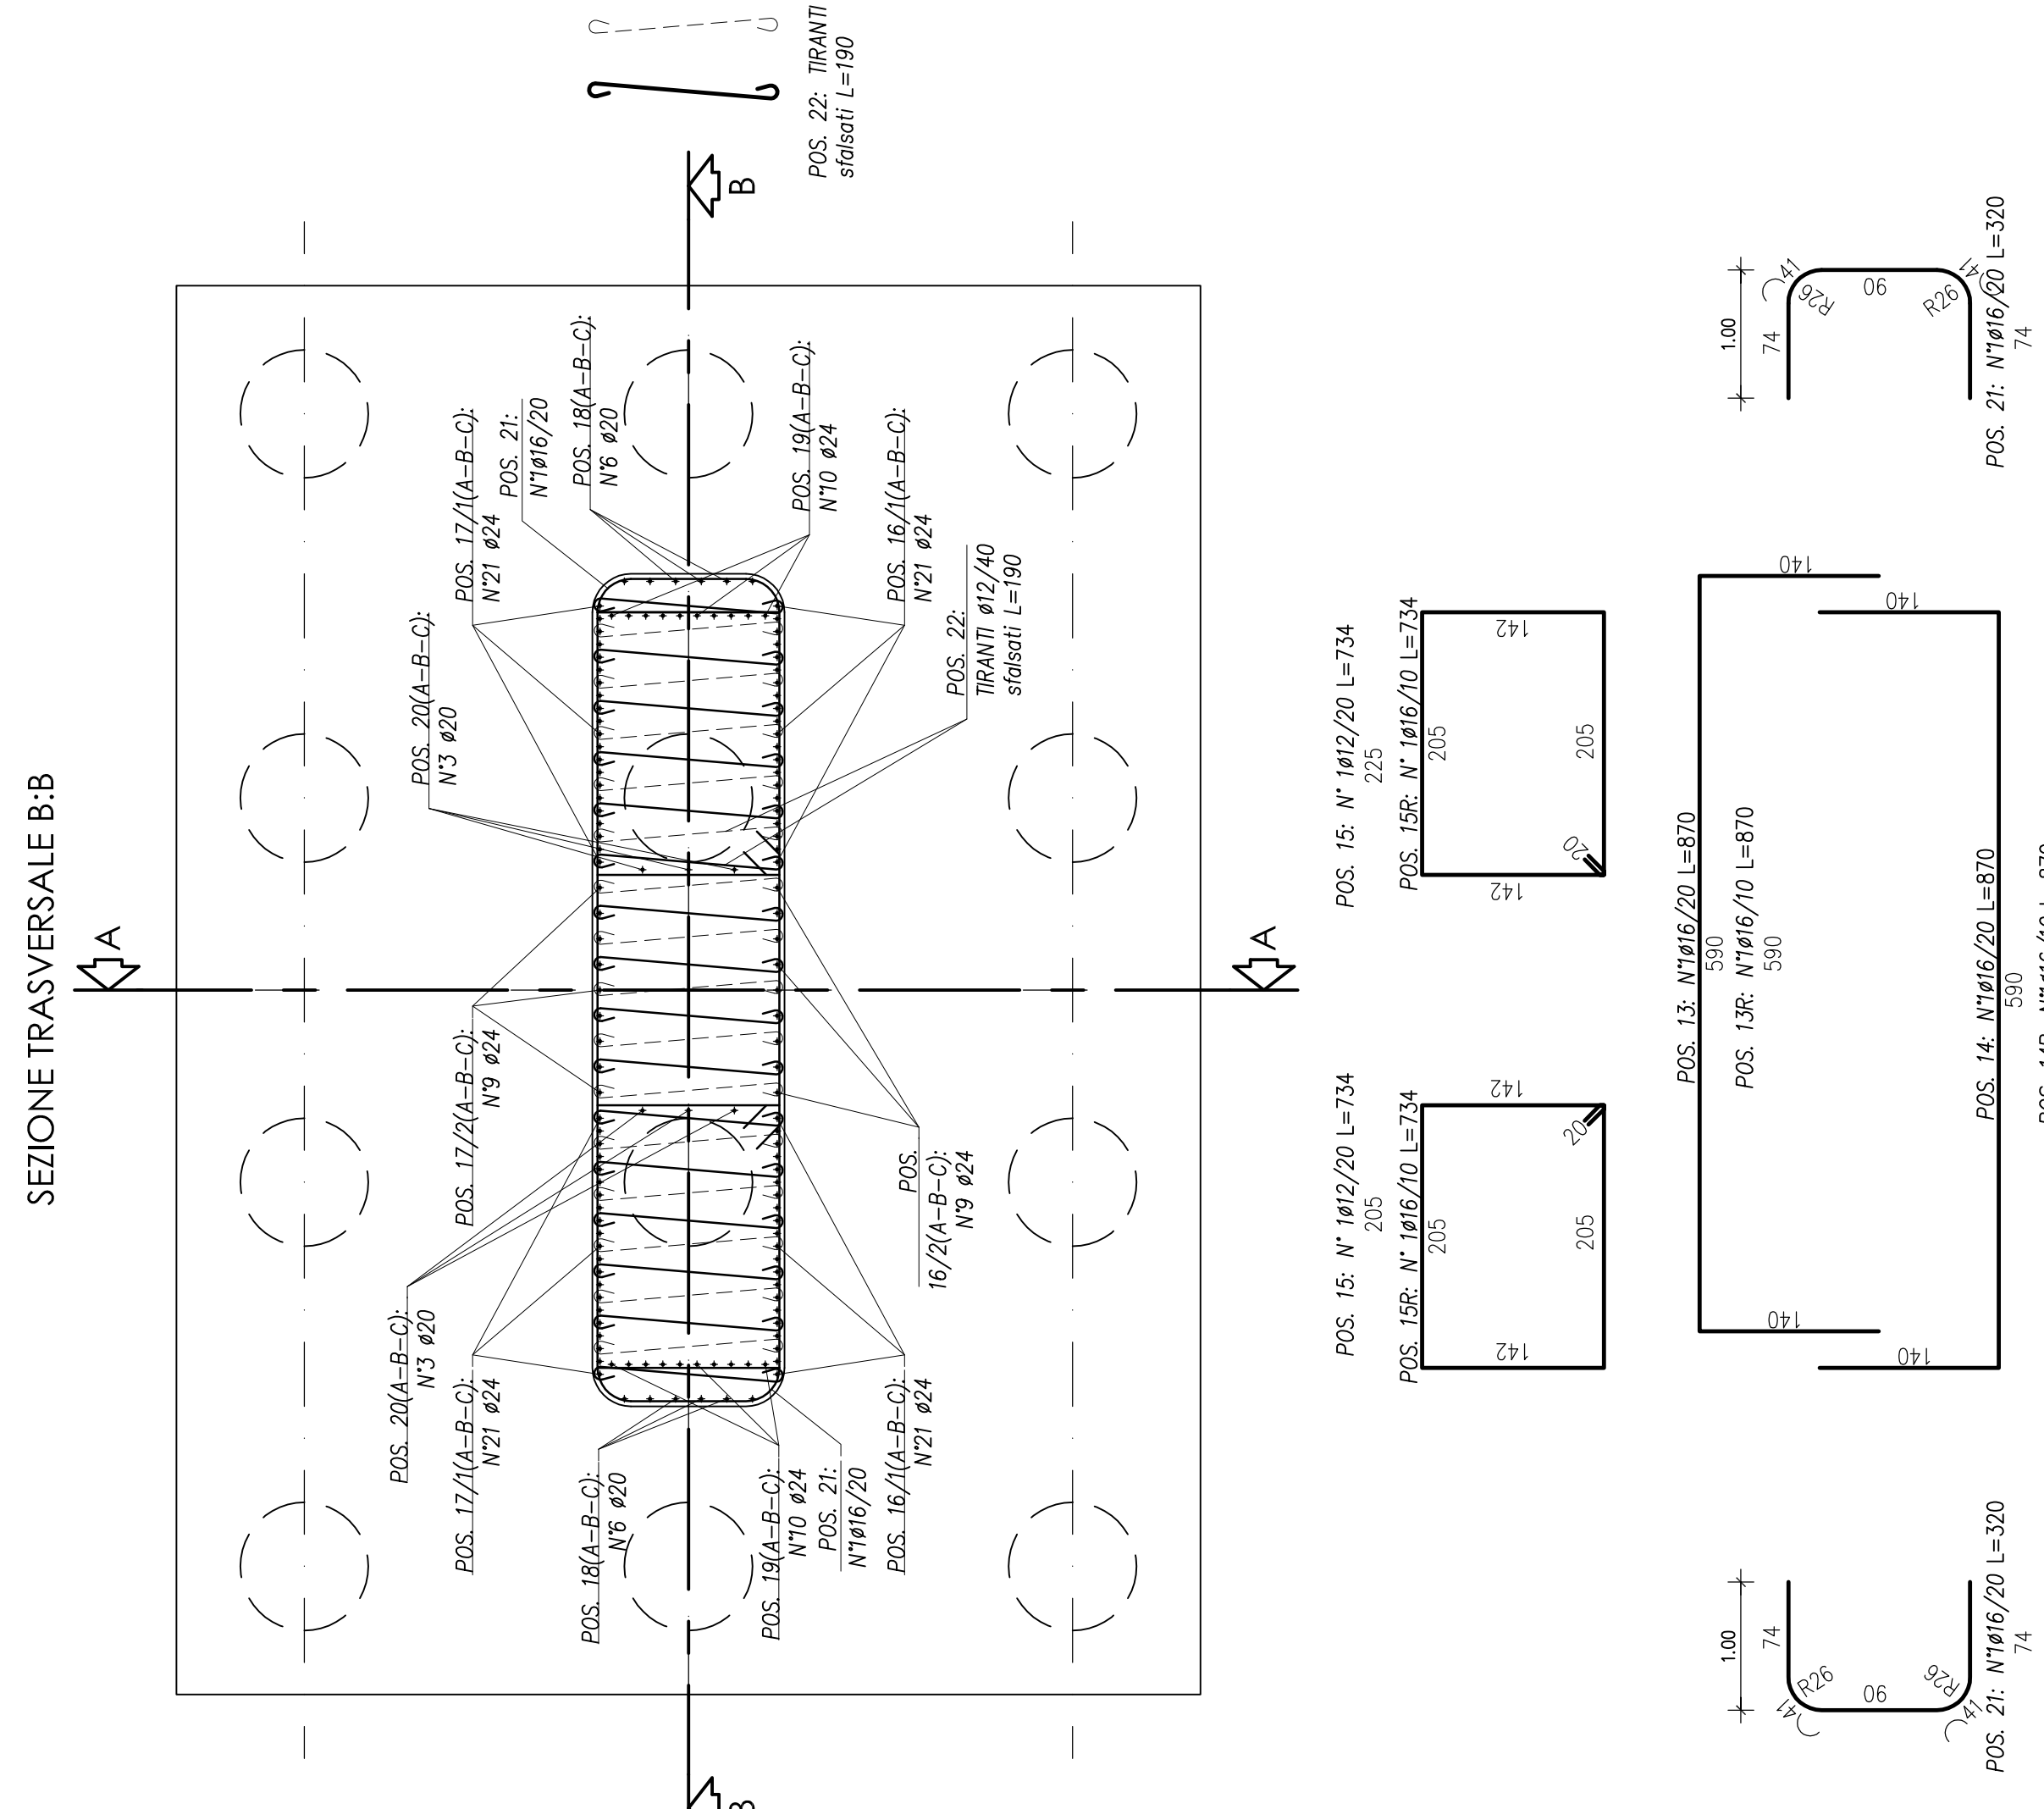 SEZIONE TRASVERSALE B:B
A
A
B
POS. 22: TIRANTI
sfalsati L=190
POS. 17/1(A-B-C):
N°21 ø24
POS. 21:
N°1ø16/20
POS. 18(A-B-C):
N°6 ø20
POS. 19(A-B-C):
N°10 ø24
POS. 16/1(A-B-C):
N°21 ø24
POS. 20(A-B-C):
N°3 ø20
POS. 22:
TIRANTI ø12/40
sfalsati L=190
POS. 17/2(A-B-C):
N°9 ø24
POS.
16/2(A-B-C):
N°9 ø24
POS. 20(A-B-C):
N°3 ø20
POS. 17/1(A-B-C):
N°21 ø24
POS. 18(A-B-C):
N°6 ø20
POS. 19(A-B-C):
N°10 ø24
POS. 21:
N°1ø16/20
POS. 16/1(A-B-C):
N°21 ø24
POS. 15: N° 1ø12/20 L=734
205
POS. 15R: N° 1ø16/10 L=734
205
142
142
205
20
POS. 15: N° 1ø12/20 L=734
225
POS. 15R: N° 1ø16/10 L=734
205
142
142
205
20
POS. 13: N°1ø16/20 L=870
590
POS. 13R: N°1ø16/10 L=870
590
140
140
140
140
POS. 14: N°1ø16/20 L=870
590
1.00
74
41
R26
90
R26
41
POS. 21: N°1ø16/20 L=320
74
1.00
74
41
R26
90
R26
41
POS. 21: N°1ø16/20 L=320
74